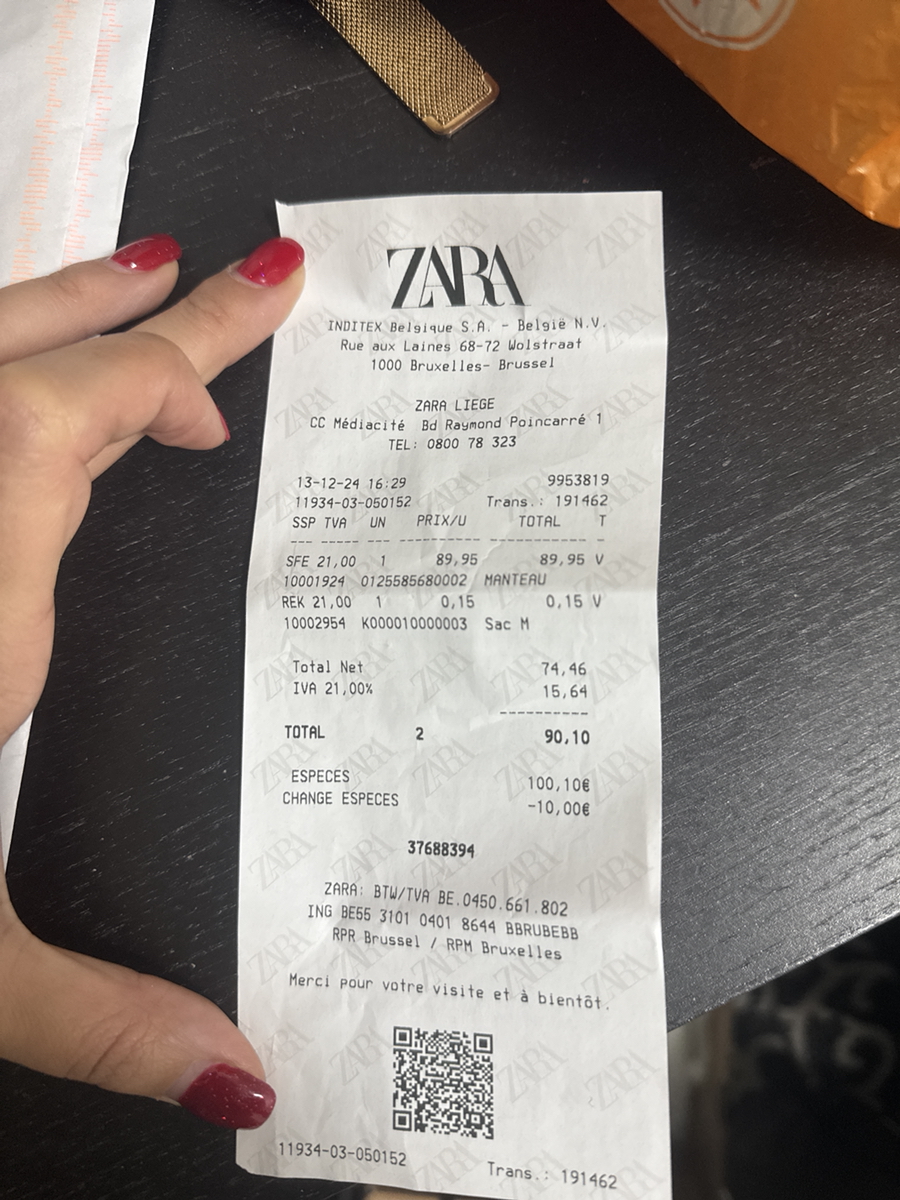 ZARA
INDITEX Belgique S.A. - België N.V.
Rue aux Laines 68-72 Wolstraat
1000 Bruxelles- Brussel
ZARA LIEGE
CC Médiacité Bd Raymond Poincarré 1
TEL: 0800 78 323
13-12-24 16:29 9953819
11934-03-050152 Trans.: 191462
SSP TVA UN PRIX/U TOTAL T
--- ----- --- ---------- ------------ -
SFE 21,00 1 89,95 89,95 V
10001924 0125585680002 MANTEAU
REK 21,00 1 0,15 0,15 V
10002954 K000010000003 Sac M
Total Net 74,46
IVA 21,00% 15,64
----------
TOTAL 2 90,10
ESPECES 100,10€
CHANGE ESPECES -10,00€
37688394
ZARA: BTW/TVA BE.0450.661.802
ING BE55 3101 0401 8644 BBRUBEBB
RPR Brussel / RPM Bruxelles
Merci pour votre visite et à bientôt.
11934-03-050152 Trans.: 191462